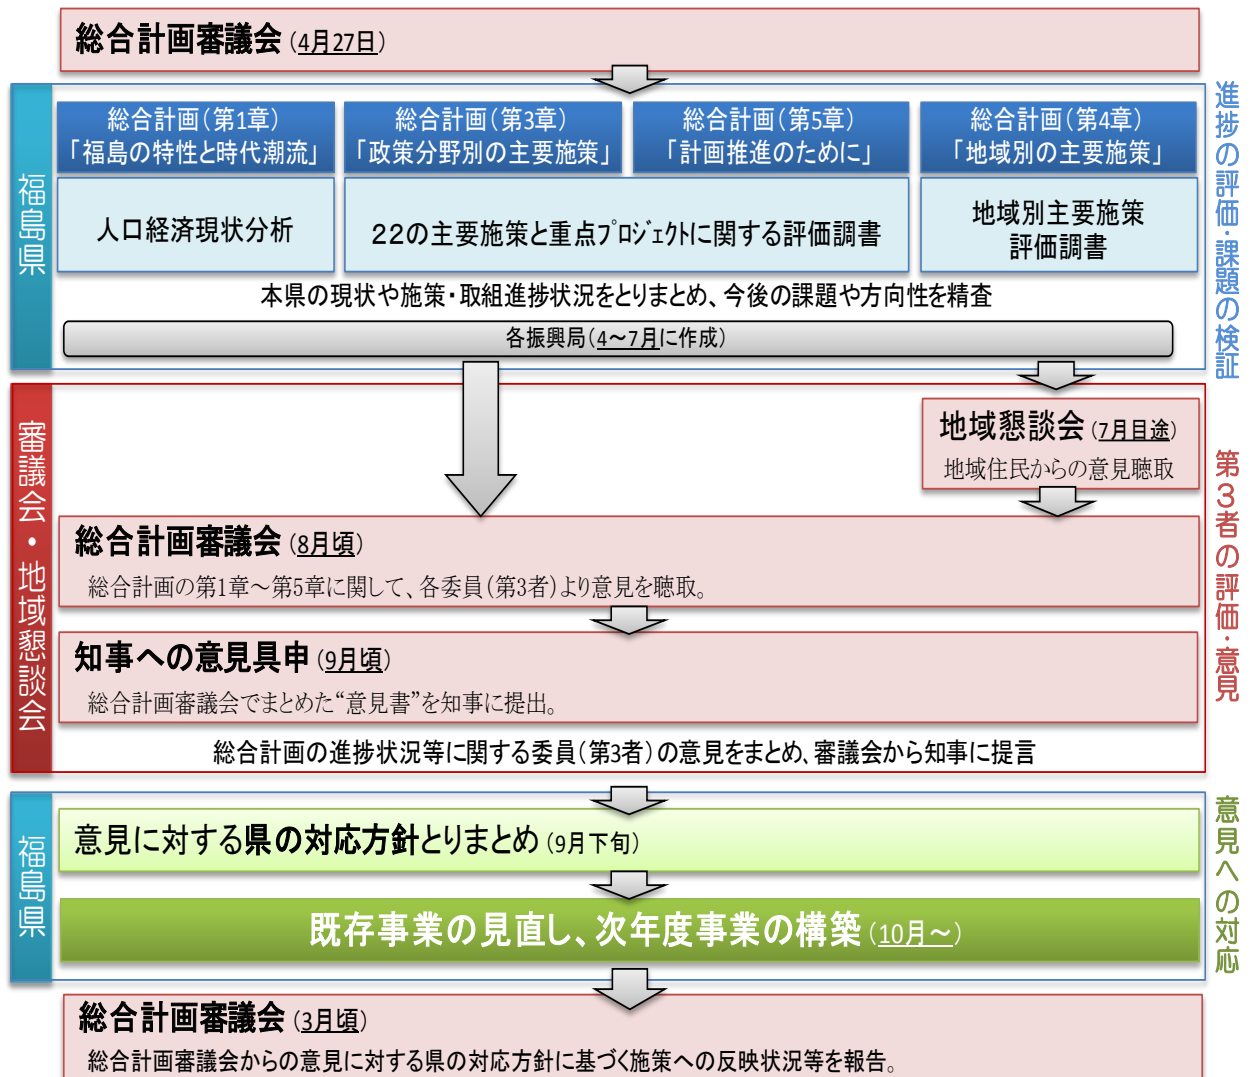 総合計画審議会（4月27日）
進捗の評価・課題の検証
福島県
総合計画（第1章）
「福島の特性と時代潮流」
総合計画（第3章）
「政策分野別の主要施策」
総合計画（第5章）
「計画推進のために」
総合計画（第4章）
「地域別の主要施策」
人口経済現状分析
22の主要施策と重点プロジェクトに関する評価調書
地域別主要施策
評価調書
本県の現状や施策・取組進捗状況をとりまとめ、今後の課題や方向性を精査
各振興局（4～7月に作成）
審議会・地域懇談会
第3者の評価・意見
地域懇談会（7月目途）
地域住民からの意見聴取
総合計画審議会（8月頃）
総合計画の第1章～第5章に関して、各委員（第3者）より意見を聴取。
知事への意見具申（9月頃）
総合計画審議会でまとめた“意見書”を知事に提出。
総合計画の進捗状況等に関する委員（第3者）の意見をまとめ、審議会から知事に提言
福島県
意見への対応
意見に対する県の対応方針とりまとめ（9月下旬）
既存事業の見直し、次年度事業の構築（10月～）
総合計画審議会（3月頃）
総合計画審議会からの意見に対する県の対応方針に基づく施策への反映状況等を報告。